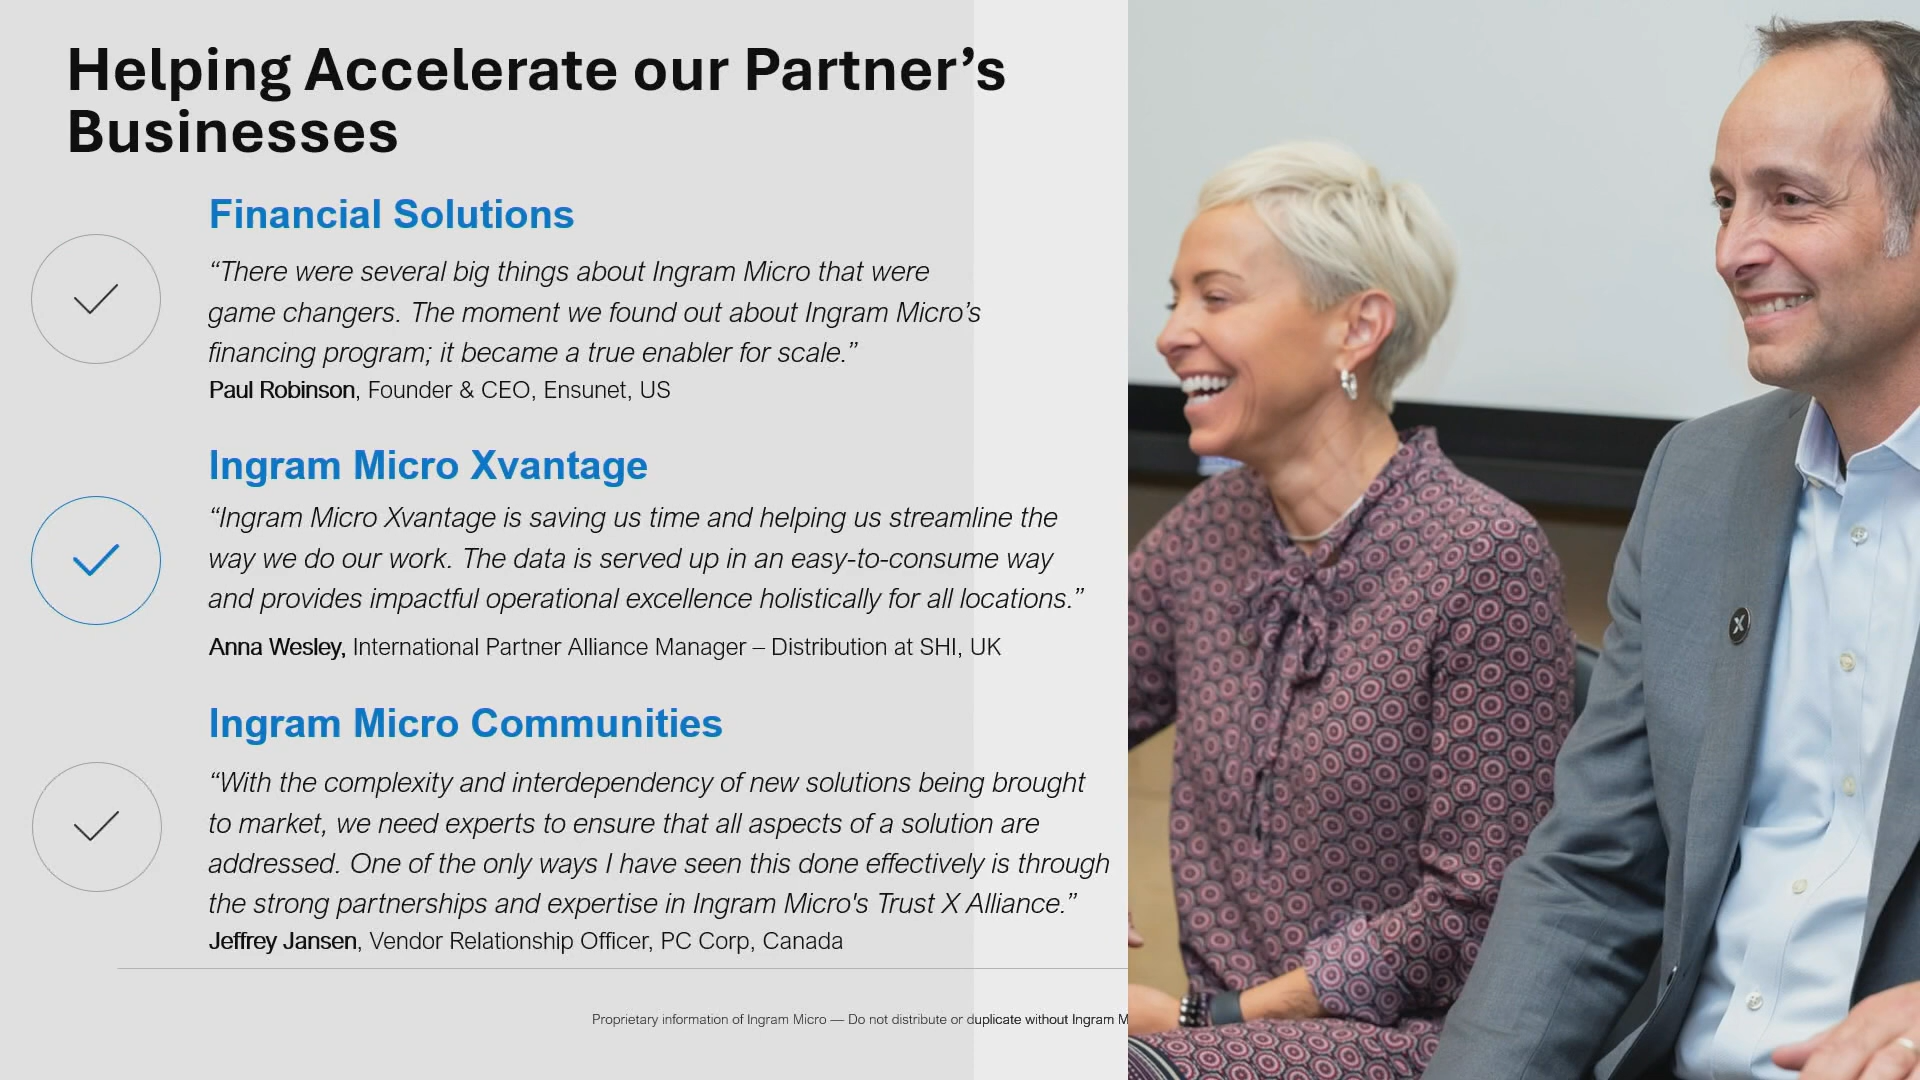 Helping Accelerate our Partner’s
Businesses
Financial Solutions
“There were several big things about Ingram Micro that were
game changers. The moment we found out about Ingram Micro’s
financing program; it became a true enabler for scale.”
Paul Robinson, Founder & CEO, Ensunet, US
Ingram Micro Xvantage
“Ingram Micro Xvantage is saving us time and helping us streamline the
way we do our work. The data is served up in an easy-to-consume way
and provides impactful operational excellence holistically for all locations.”
Anna Wesley, International Partner Alliance Manager – Distribution at SHI, UK
Ingram Micro Communities
“With the complexity and interdependency of new solutions being brought
to market, we need experts to ensure that all aspects of a solution are
addressed. One of the only ways I have seen this done effectively is through
the strong partnerships and expertise in Ingram Micro's Trust X Alliance.”
Jeffrey Jansen, Vendor Relationship Officer, PC Corp, Canada
Proprietary information of Ingram Micro — Do not distribute or duplicate without Ingram M
X